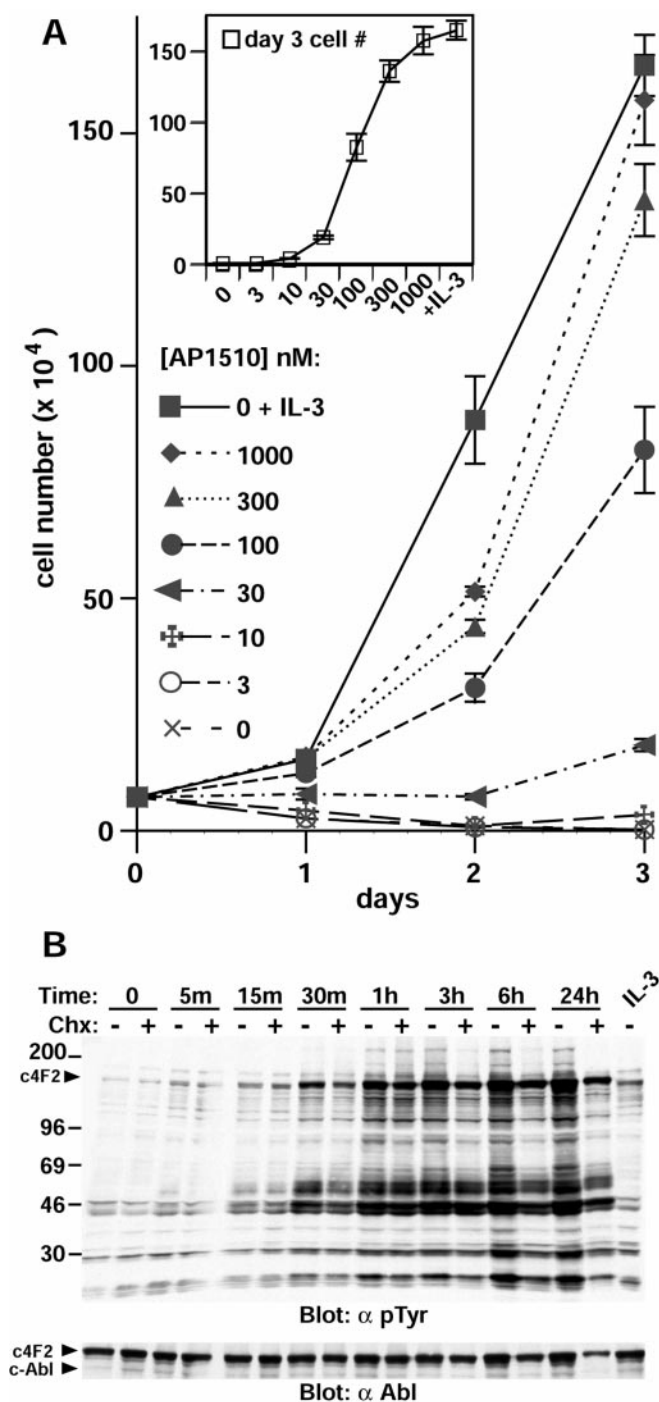 A
day 3 cell #
150
100
50
0
0 3 10 30 100 300 1000 +IL-3
150
100
50
0
cell number (x 10⁴)
[AP1510] nM:
0 + IL-3
1000
300
100
30
10
3
0
0 1 2 3
days
B
Time: 0 5m 15m 30m 1h 3h 6h 24h IL-3
Chx: - + - + - + - + - + - + - + - + -
200
c4F2
96
69
46
30
Blot: α pTyr
c4F2
c-Abl
Blot: α Abl